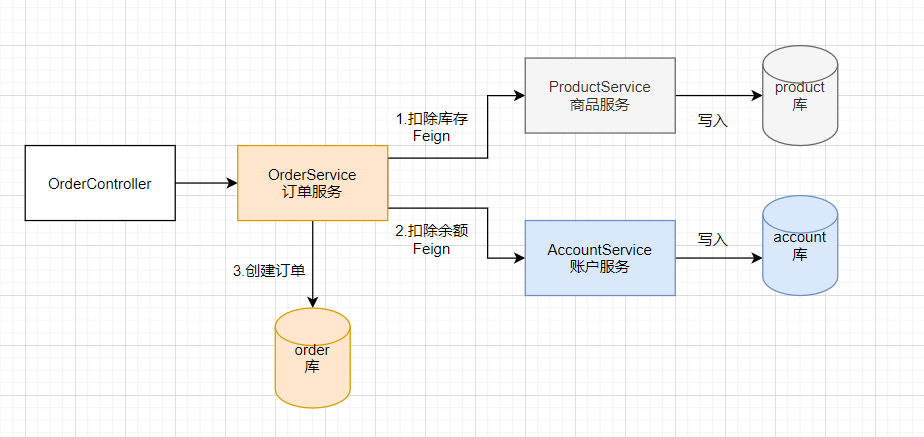 OrderController
OrderService
订单服务
1.扣除库存
Feign
ProductService
商品服务
写入
product
库
2.扣除余额
Feign
AccountService
账户服务
写入
account
库
3.创建订单
order
库